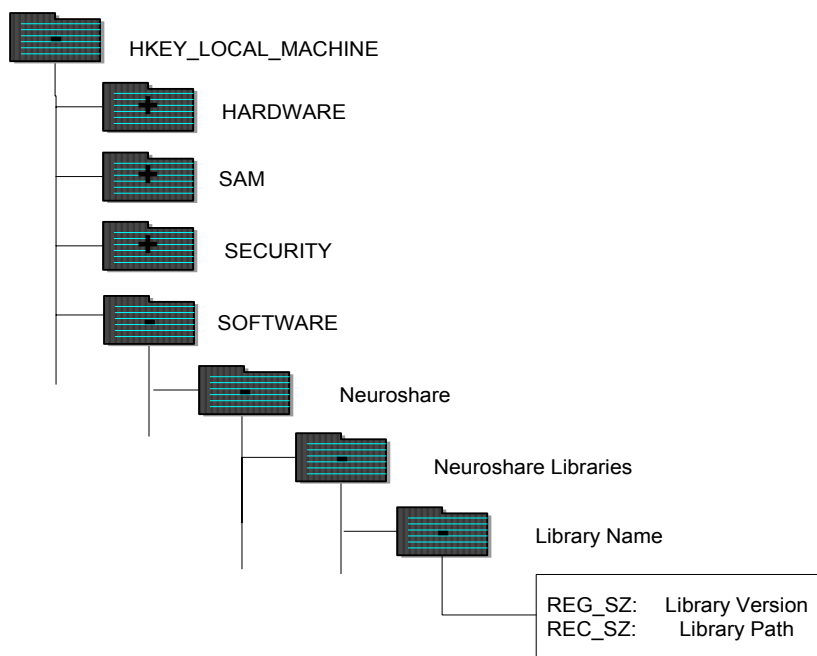 HKEY_LOCAL_MACHINE
HARDWARE
SAM
SECURITY
SOFTWARE
Neuroshare
Neuroshare Libraries
Library Name
REG_SZ: Library Version
REC_SZ: Library Path